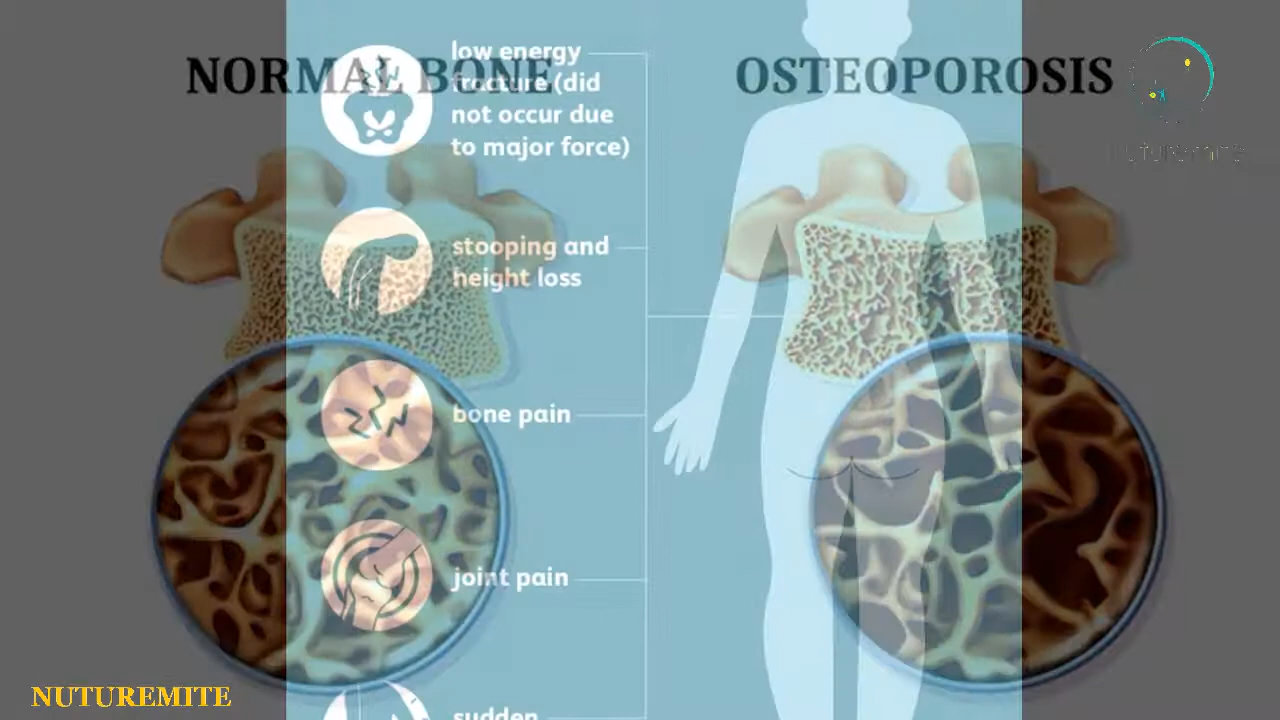 NORMAL BONE
OSTEOPOROSIS
low energy
fracture (did
not occur due
to major force)
stooping and
height loss
bone pain
joint pain
sudden
Nuturemite
NUTUREMITE